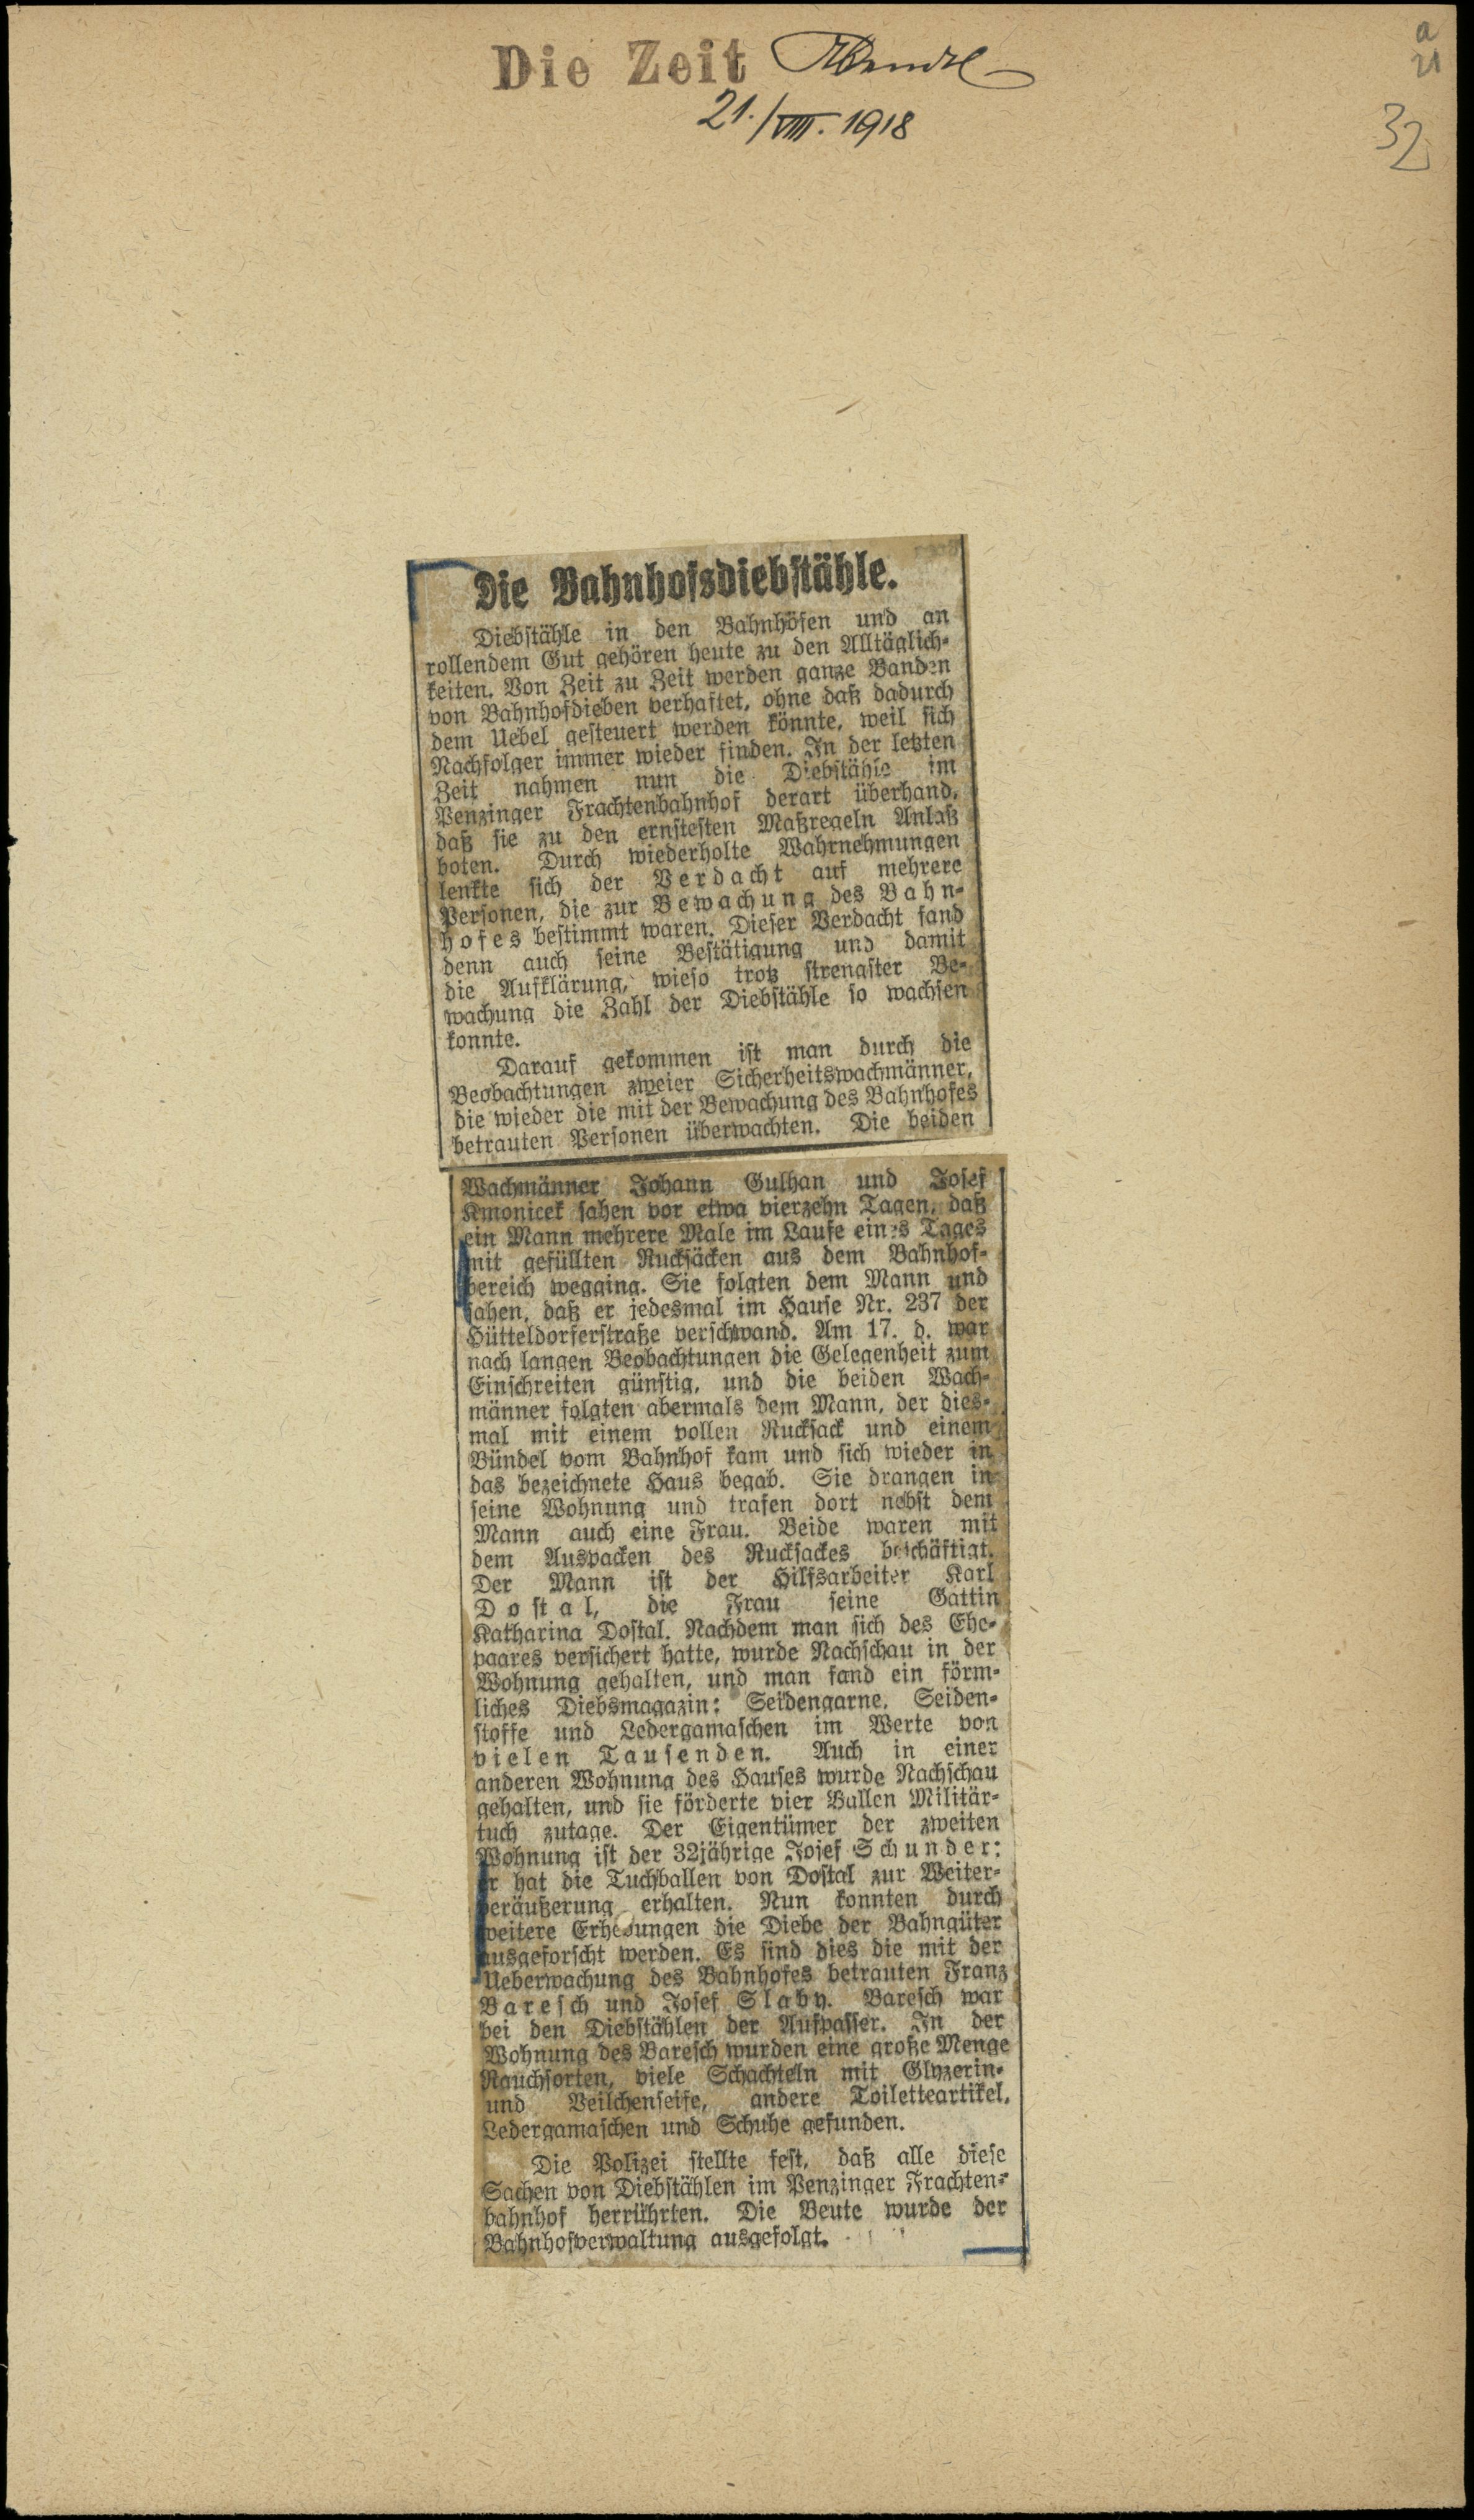 Die Zeit
21./VIII. 1918
32
Die Bahnhofsdiebstähle.
Diebstähle in den Bahnhöfen und an
rollendem Gut gehören heute zu den Alltäglich-
keiten. Von Zeit zu Zeit werden ganze Banden
von Bahnhofdieben verhaftet, ohne daß dadurch
dem Uebel gesteuert werden könnte, weil sich
Nachfolger immer wieder finden. In der letzten
Zeit nahmen nun die Diebstähle im
Penzinger Frachtenbahnhof derart überhand,
daß sie zu den ernstesten Maßregeln Anlaß
boten. Durch wiederholte Wahrnehmungen
lenkte sich der Verdacht auf mehrere
Personen, die zur Bewachung des Bahn-
hofes bestimmt waren. Dieser Verdacht fand
denn auch seine Bestätigung und damit
die Aufklärung, wieso trotz strengster Be-
wachung die Zahl der Diebstähle so wachsen
konnte.
Darauf gekommen ist man durch die
Beobachtungen zweier Sicherheitswachmänner,
die wieder die mit der Bewachung des Bahnhofes
betrauten Personen überwachten. Die beiden
Wachmänner Johann Gulhan und Josef
Kmonicek sahen vor etwa vierzehn Tagen, daß
ein Mann mehrere Male im Laufe eines Tages
mit gefüllten Rucksäcken aus dem Bahnhof-
bereich wegging. Sie folgten dem Mann und
sahen, daß er jedesmal im Hause Nr. 237 der
Hütteldorferstraße verschwand. Am 17. d. war
nach langen Beobachtungen die Gelegenheit zum
Einschreiten günstig, und die beiden Wach-
männer folgten abermals dem Mann, der dies-
mal mit einem vollen Rucksack und einem
Bündel vom Bahnhof kam und sich wieder in
das bezeichnete Haus begab. Sie drangen in
seine Wohnung und trafen dort nebst dem
Mann auch eine Frau. Beide waren mit
dem Auspacken des Rucksackes beschäftigt.
Der Mann ist der Hilfsarbeiter Karl
Dostal, die Frau seine Gattin
Katharina Dostal. Nachdem man sich des Ehe-
paares versichert hatte, wurde Nachschau in der
Wohnung gehalten, und man fand ein förm-
liches Diebsmagazin: Seidengarne, Seiden-
stoffe und Ledergamaschen im Werte von
vielen Tausenden. Auch in einer
anderen Wohnung des Hauses wurde Nachschau
gehalten, und sie förderte vier Ballen Militär-
tuch zutage. Der Eigentümer der zweiten
Wohnung ist der 32jährige Josef Schunder;
er hat die Tuchballen von Dostal zur Weiter-
veräußerung erhalten. Nun konnten durch
weitere Erhebungen die Diebe der Bahngüter
ausgeforscht werden. Es sind dies die mit der
Ueberwachung des Bahnhofes betrauten Franz
Baresch und Josef Slaby. Baresch war
bei den Diebstählen der Aufpasser. In der
Wohnung des Baresch wurden eine große Menge
Rauchsorten, viele Schachteln mit Glyzerin-
und Veilchenseife, andere Toiletteartikel,
Ledergamaschen und Schuhe gefunden.
Die Polizei stellte fest, daß alle diese
Sachen von Diebstählen im Penzinger Frachten-
bahnhof herrührten. Die Beute wurde der
Bahnhofverwaltung ausgefolgt.